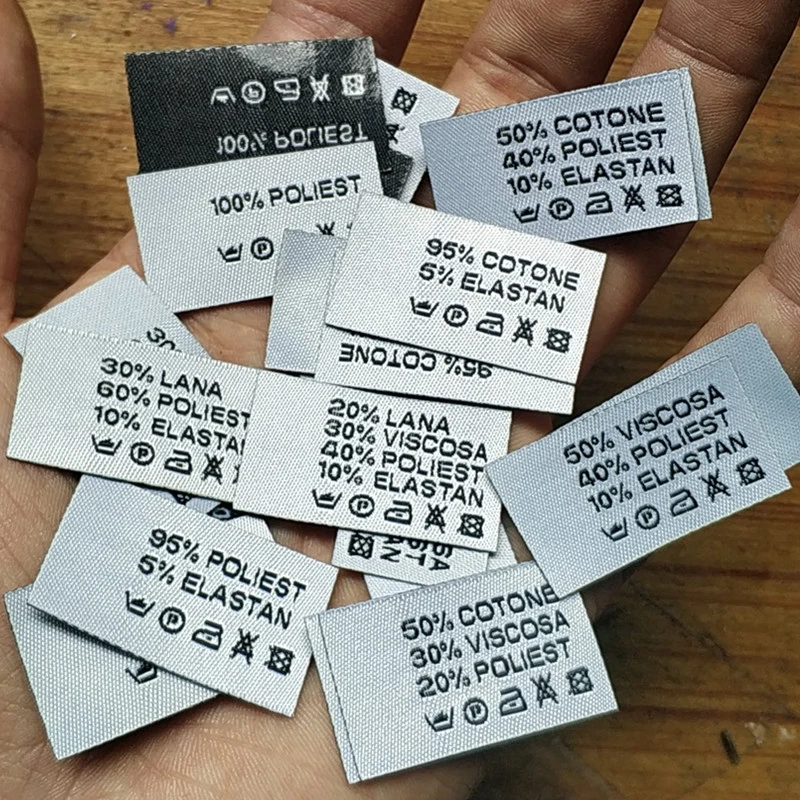 100% POLIEST
100% POLIEST
50% COTONE
40% POLIEST
10% ELASTAN
95% COTONE
5% ELASTAN
95% COTONE
30% LANA
60% POLIEST
10% ELASTAN
20% LANA
30% VISCOSA
40% POLIEST
10% ELASTAN
50% VISCOSA
40% POLIEST
10% ELASTAN
95% POLIEST
5% ELASTAN
50% COTONE
30% VISCOSA
20% POLIEST